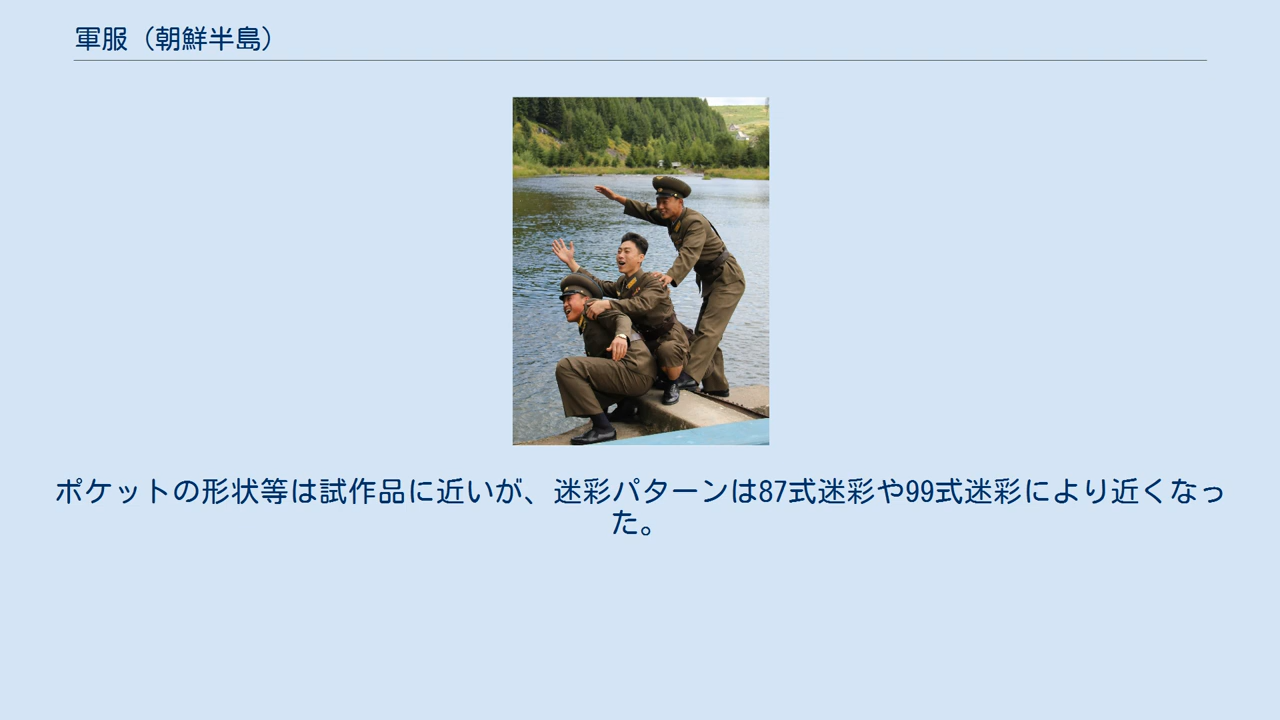 軍服（朝鮮半島）
ポケットの形状等は試作品に近いが、迷彩パターンは87式迷彩や99式迷彩により近くなっ
た。